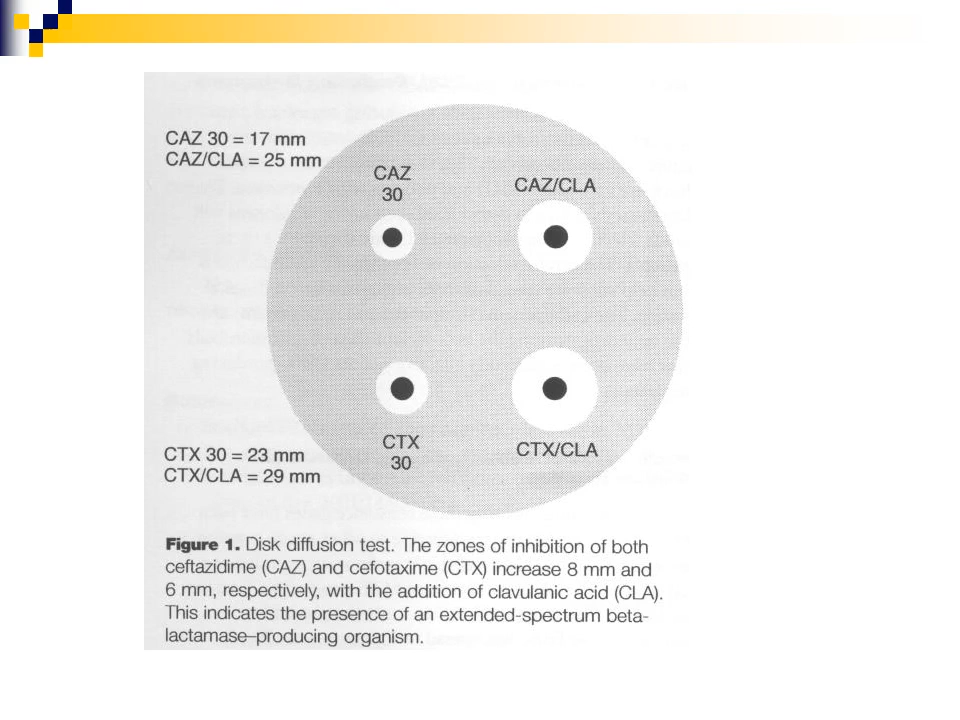 CAZ 30 = 17 mm
CAZ/CLA = 25 mm
CAZ
30
CAZ/CLA
CTX
30
CTX/CLA
CTX 30 = 23 mm
CTX/CLA = 29 mm
Figure 1. Disk diffusion test. The zones of inhibition of both
ceftazidime (CAZ) and cefotaxime (CTX) increase 8 mm and
6 mm, respectively, with the addition of clavulanic acid (CLA).
This indicates the presence of an extended-spectrum beta-
lactamase–producing organism.